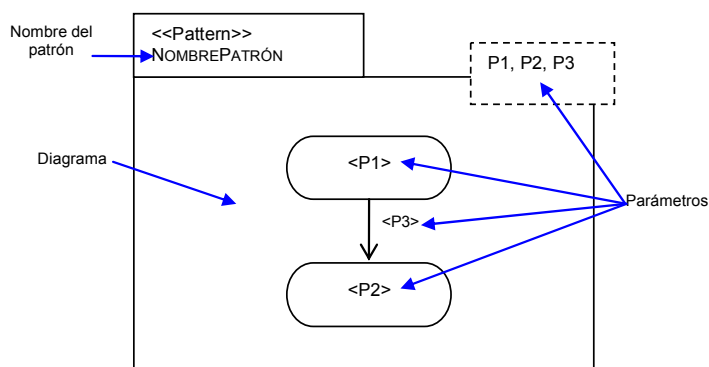 Nombre del
patrón
<<Pattern>>
NOMBREPATRÓN
P1, P2, P3
Diagrama
<P1>
<P3>
Parámetros
<P2>